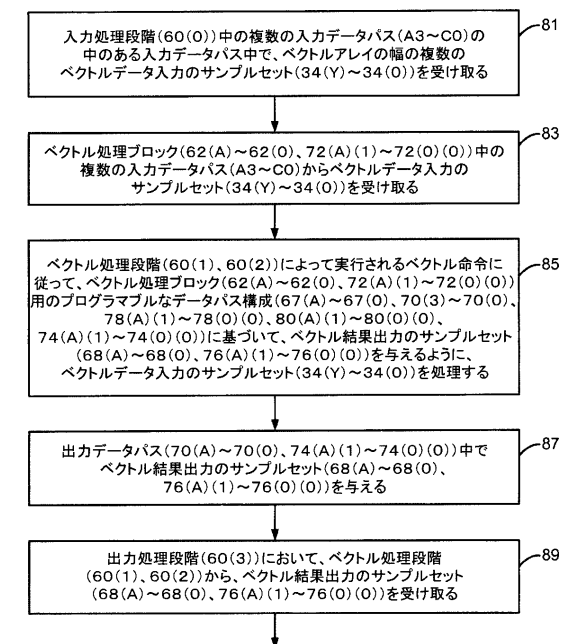 入力処理段階(60(0))中の複数の入力データパス(A3～C0)の
中のある入力データパス中で、ベクトルアレイの幅の複数の
ベクトルデータ入力のサンプルセット(34(Y)～34(0))を受け取る
81
ベクトル処理ブロック(62(A)～62(0)、72(A)(1)～72(0)(0))中の
複数の入力データパス(A3～C0)からベクトルデータ入力の
サンプルセット(34(Y)～34(0))を受け取る
83
ベクトル処理段階(60(1)、60(2))によって実行されるベクトル命令に
従って、ベクトル処理ブロック(62(A)～62(0)、72(A)(1)～72(0)(0))
用のプログラマブルなデータパス構成(67(A)～67(0)、70(3)～70(0)、
78(A)(1)～78(0)(0)、80(A)(1)～80(0)(0)、
74(A)(1)～74(0)(0))に基づいて、ベクトル結果出力のサンプルセット
(68(A)～68(0)、76(A)(1)～76(0)(0))を与えるように、
ベクトルデータ入力のサンプルセット(34(Y)～34(0))を処理する
85
出力データパス(70(A)～70(0)、74(A)(1)～74(0)(0))中で
ベクトル結果出力のサンプルセット(68(A)～68(0)、
76(A)(1)～76(0)(0))を与える
87
出力処理段階(60(3))において、ベクトル処理段階
(60(1)、60(2))から、ベクトル結果出力のサンプルセット
(68(A)～68(0)、76(A)(1)～76(0)(0))を受け取る
89